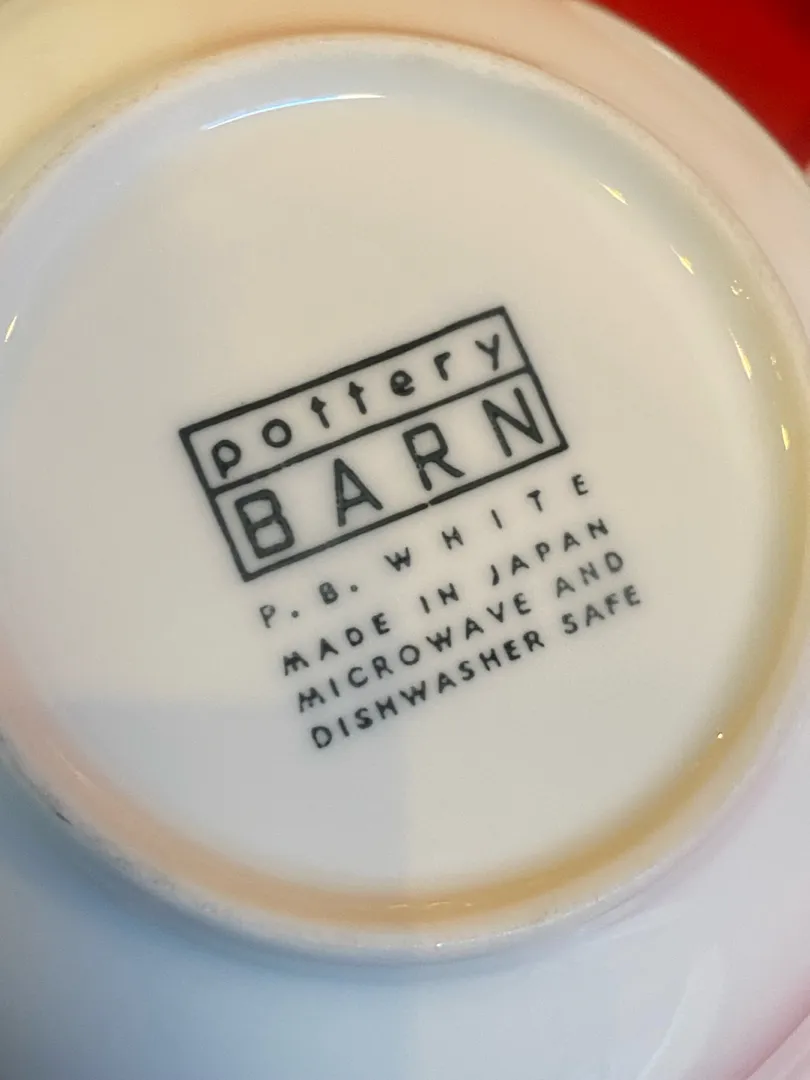 pottery
BARN
P.B. WHITE
MADE IN JAPAN
MICROWAVE AND
DISHWASHER SAFE